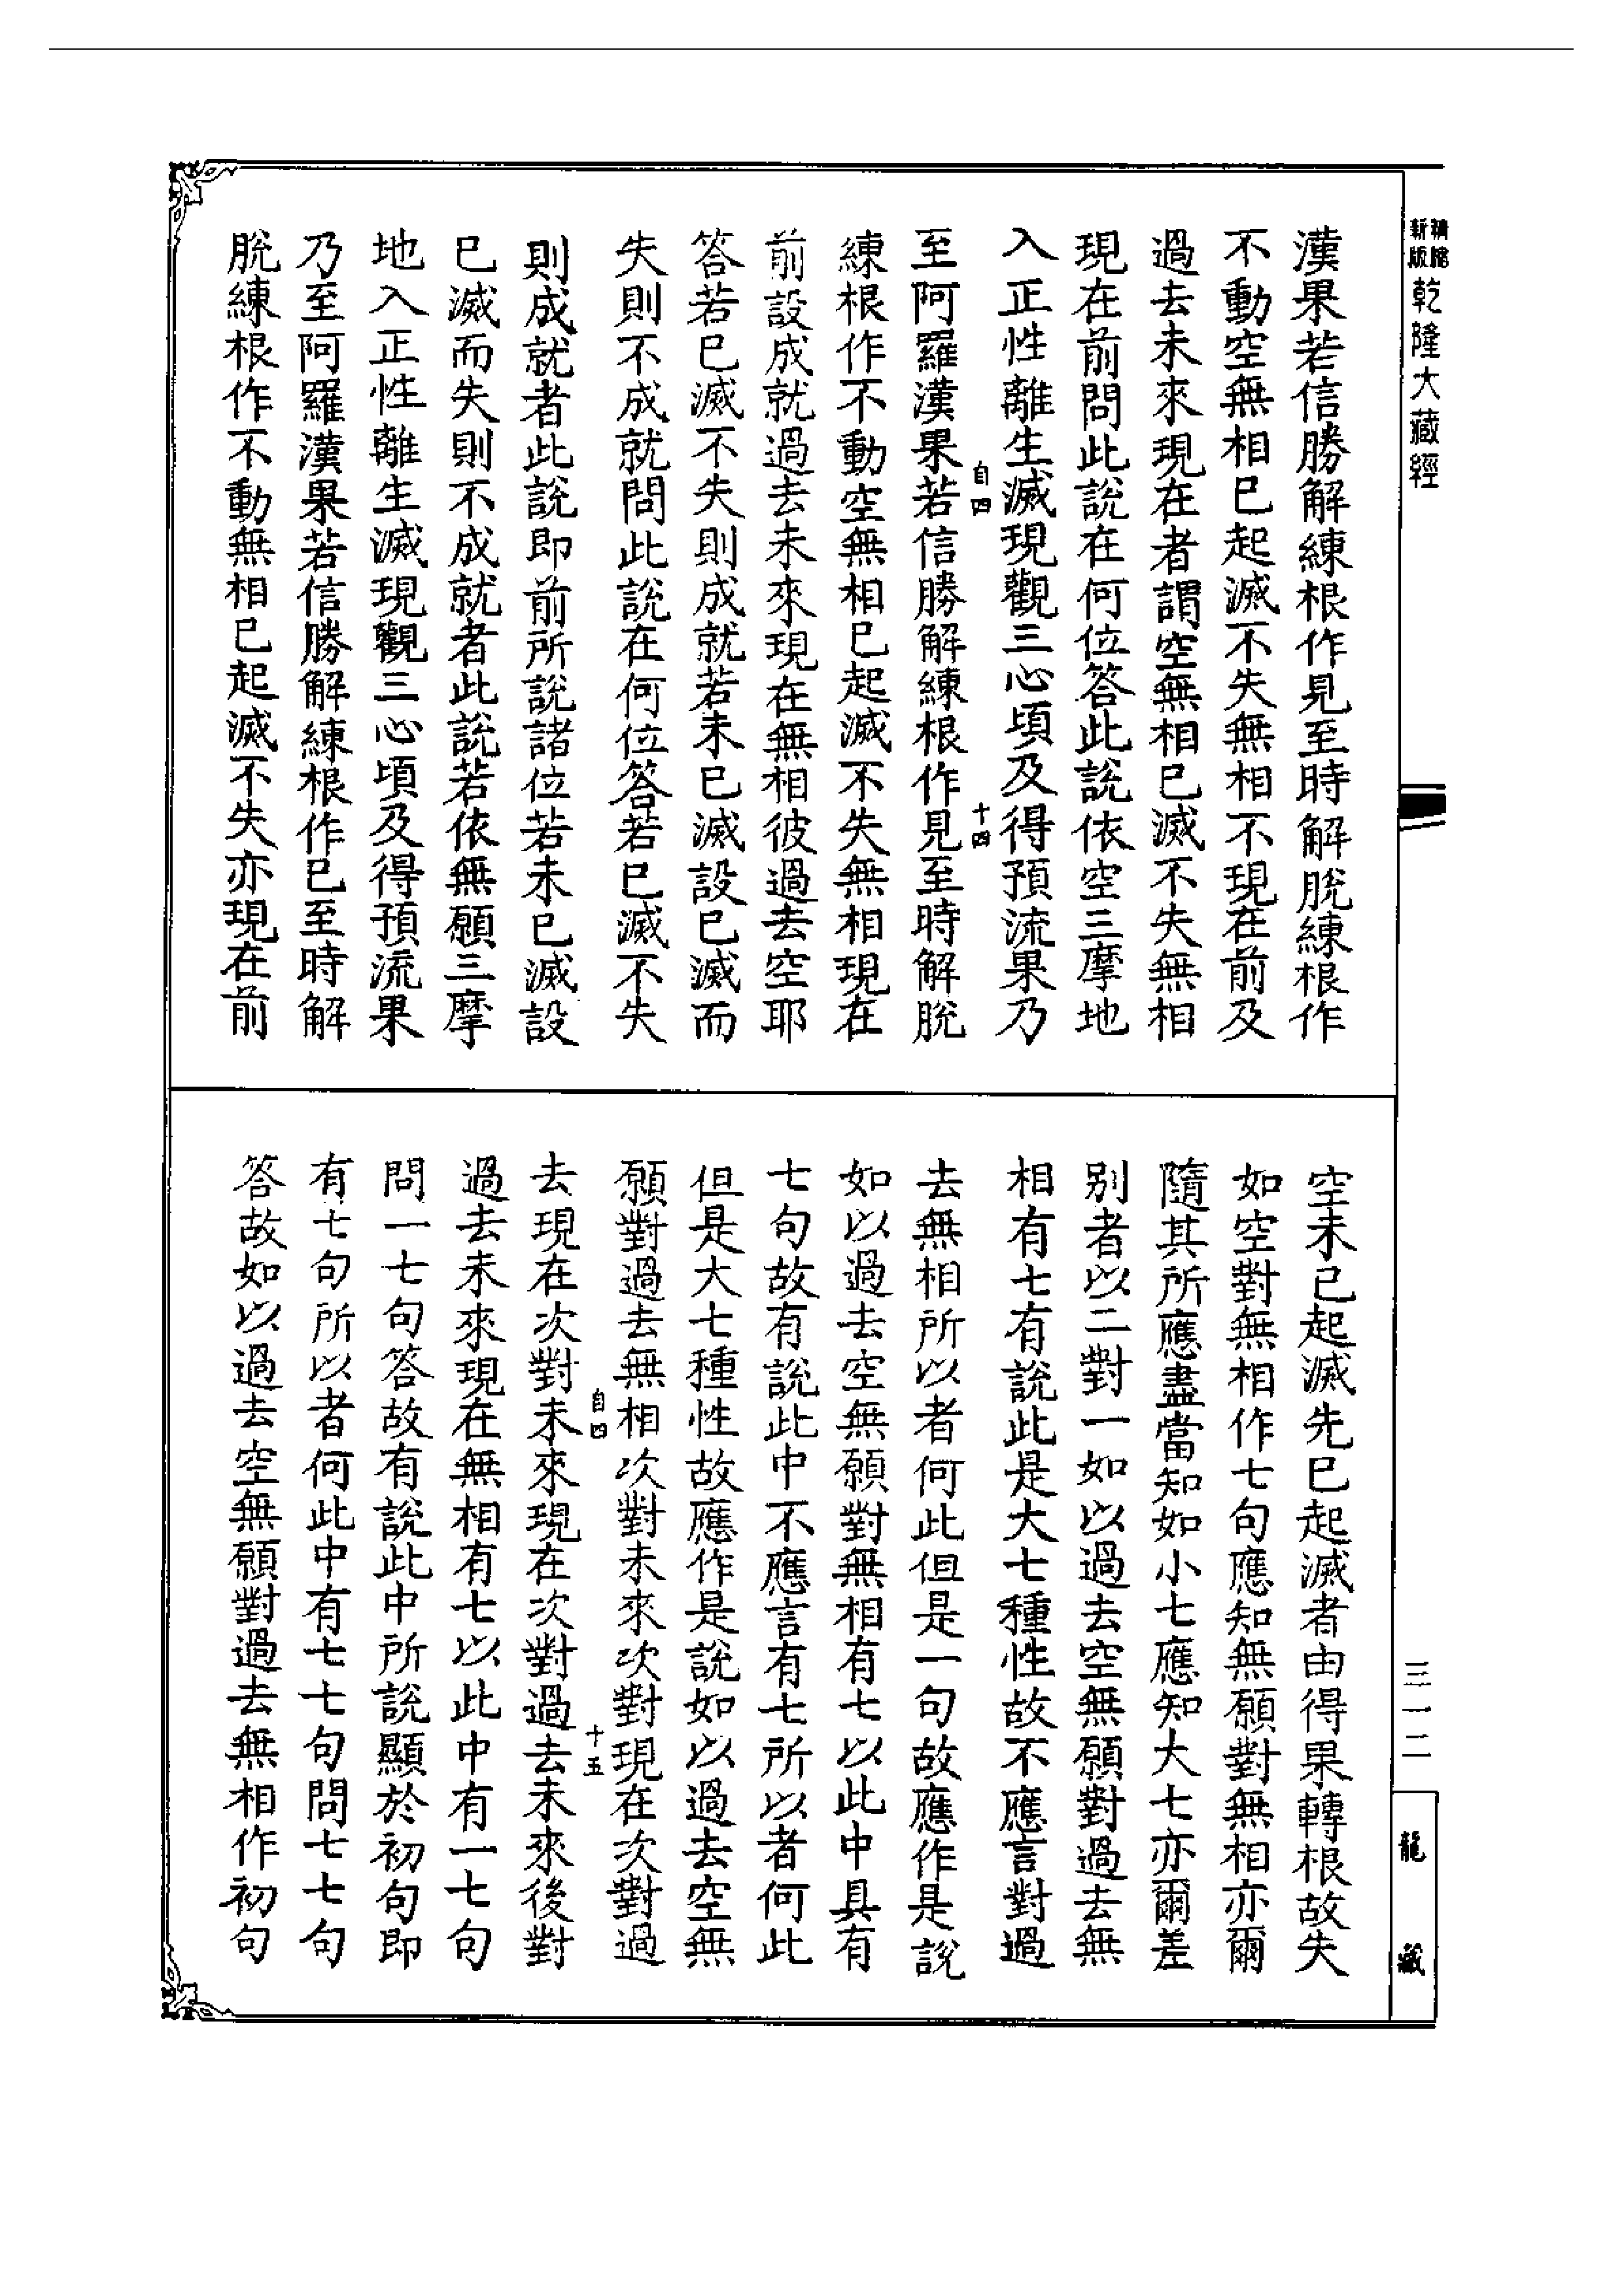 精縮新版乾隆大藏經
漢果若信勝解練根作見至時解脫練根作
不動空無相已起滅不失無相不現在前及
過去未來現在者謂空無相已滅不失無相
現在前問此說在何位答此說依空三摩地
入正性離生滅現觀三心頃及得預流果乃
自四 十四
至阿羅漢果若信勝解練根作見至時解脫
練根作不動空無相已起滅不失無相現在
前設成就過去未來現在無相彼過去空耶
答若已滅不失則成就若未已滅設已滅而
失則不成就問此說在何位答若已滅不失
則成就者此說即前所說諸位若未已滅設
已滅而失則不成就者此說若依無願三摩
地入正性離生滅現觀三心頃及得預流果
乃至阿羅漢果若信勝解練根作已至時解
脫練根作不動無相已起滅不失亦現在前
空未已起滅先已起滅者由得果轉根故失
如空對無相作七句應知無願對無相亦爾
隨其所應盡當知如小七應知大七亦爾差
別者以二對一如以過去空無願對過去無
相有七有說此是大七種性故不應言對過
去無相所以者何此但是一句故應作是說
如以過去空無願對無相有七以此中具有
七句故有說此中不應言有七所以者何此
但是大七種性故應作是說如以過去空無
願對過去無相次對未來次對現在次對過
自四 十五
去現在次對未來現在次對過去未來後對
過去未來現在無相有七以此中有一七句
問一七句答故有說此中所說顯於初句即
有七句所以者何此中有七七句問七七句
答故如以過去空無願對過去無相作初句
三一二
龍藏